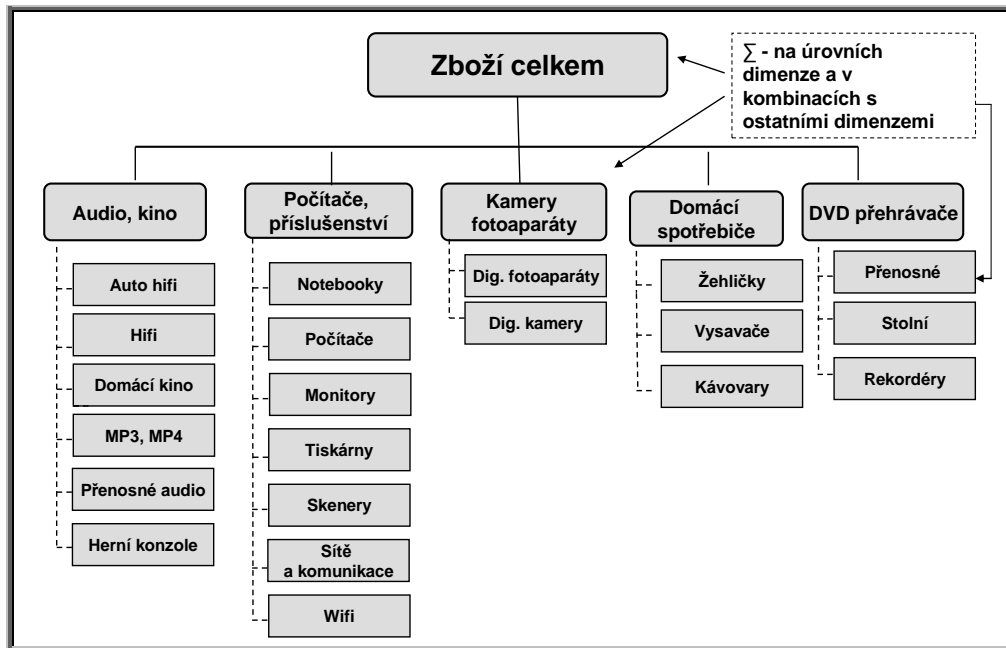 Zboží celkem
∑ - na úrovních
dimenze a v
kombinacích s
ostatními dimenzemi
Audio, kino
Auto hifi
Hifi
Domácí kino
MP3, MP4
Přenosné audio
Herní konzole
Počítače,
příslušenství
Notebooky
Počítače
Monitory
Tiskárny
Skenery
Sítě
a komunikace
Wifi
Kamery
fotoaparáty
Dig. fotoaparáty
Dig. kamery
Domácí
spotřebiče
Žehličky
Vysavače
Kávovary
DVD přehrávače
Přenosné
Stolní
Rekordéry